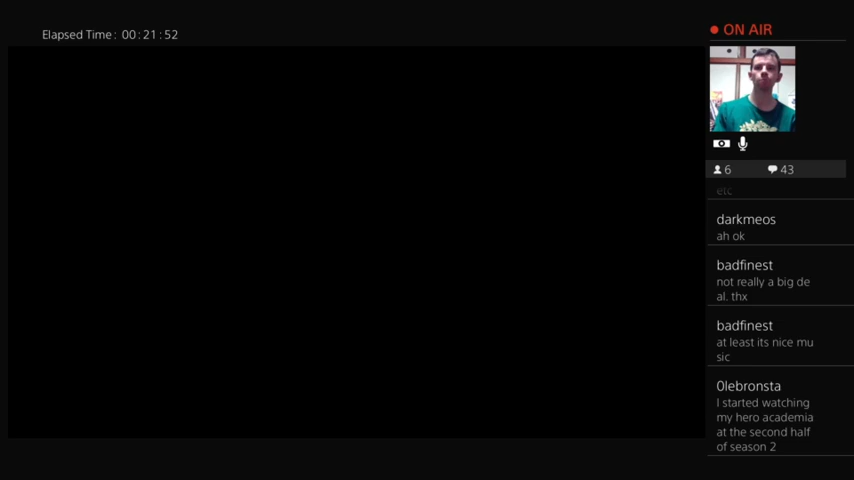 Elapsed Time: 00:21:52
ON AIR
6 43
etc
darkmeos
ah ok
badfinest
not really a big de
al. thx
badfinest
at least its nice mu
sic
0lebronsta
I started watching
my hero academia
at the second half
of season 2